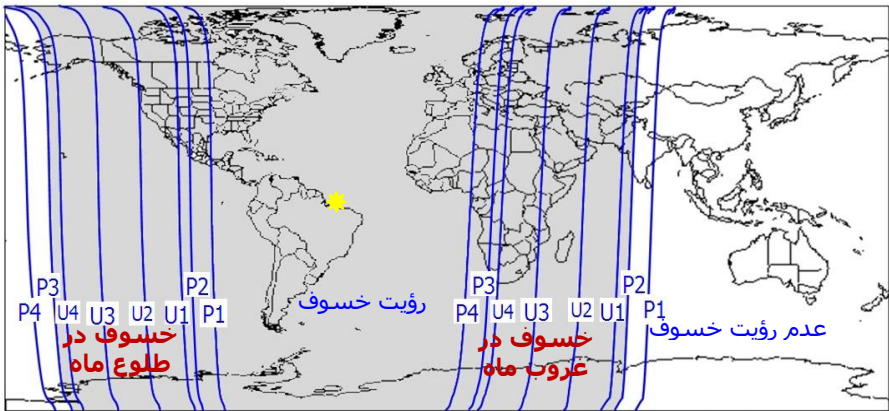 رؤیت خسوف
P3
P2
P3
P2
P4
U4
U3
U2
U1
P1
P4
U4
U3
U2
U1
P1
عدم رؤیت خسوف
خسوف در
طلوع ماه
خسوف در
غروب ماه